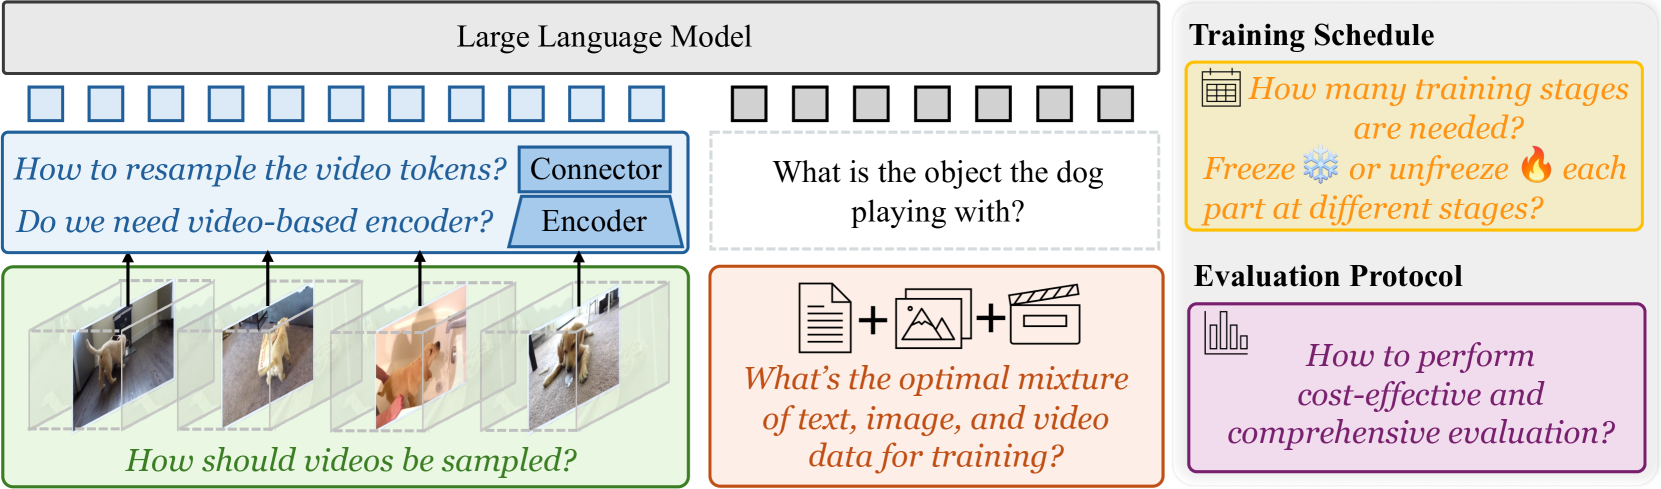 Large Language Model
How to resample the video tokens?
Connector
Do we need video-based encoder?
Encoder
How should videos be sampled?
What is the object the dog
playing with?
What's the optimal mixture
of text, image, and video
data for training?
Training Schedule
How many training stages
are needed?
Freeze ❄️ or unfreeze 🔥 each
part at different stages?
Evaluation Protocol
How to perform
cost-effective and
comprehensive evaluation?